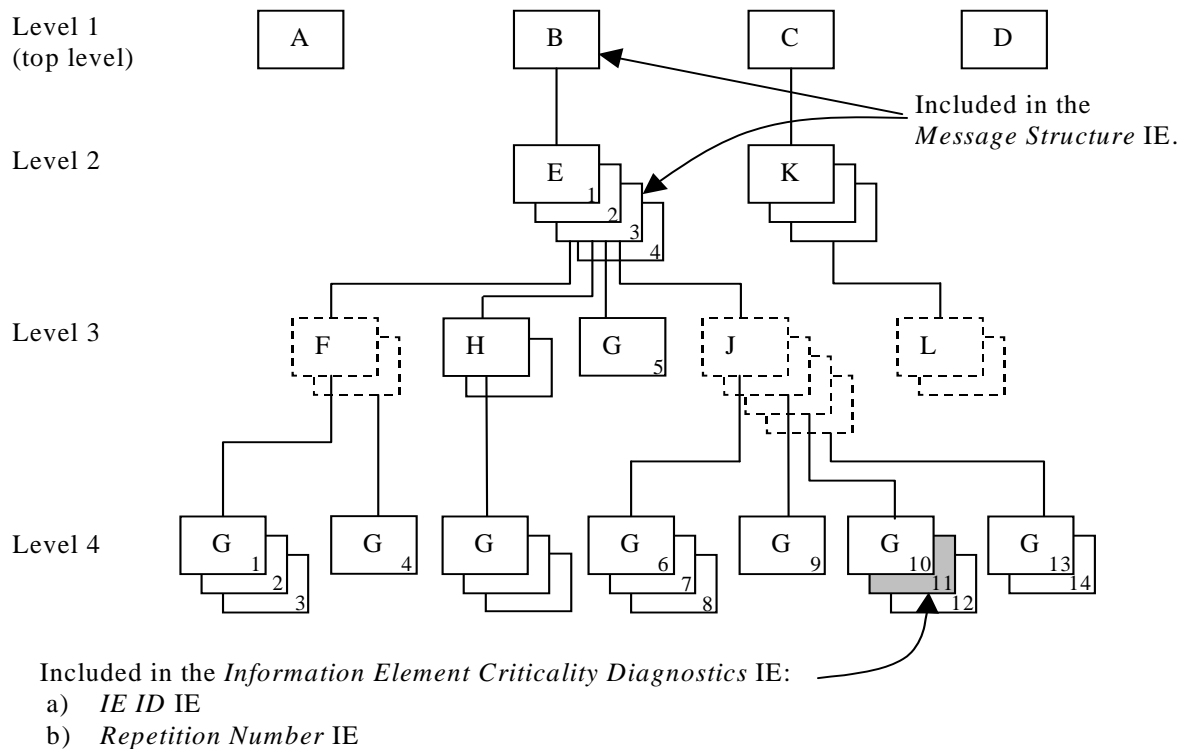 Level 1 A B C D
(top level)
Included in the
Message Structure IE.
Level 2 E 1 2 3 4 K
Level 3 F H G 5 J L
Level 4 G 1 2 3 G 4 G G 6 7 8 G 9 G 10 11 12 G 13 14
Included in the Information Element Criticality Diagnostics IE:
a) IE ID IE
b) Repetition Number IE